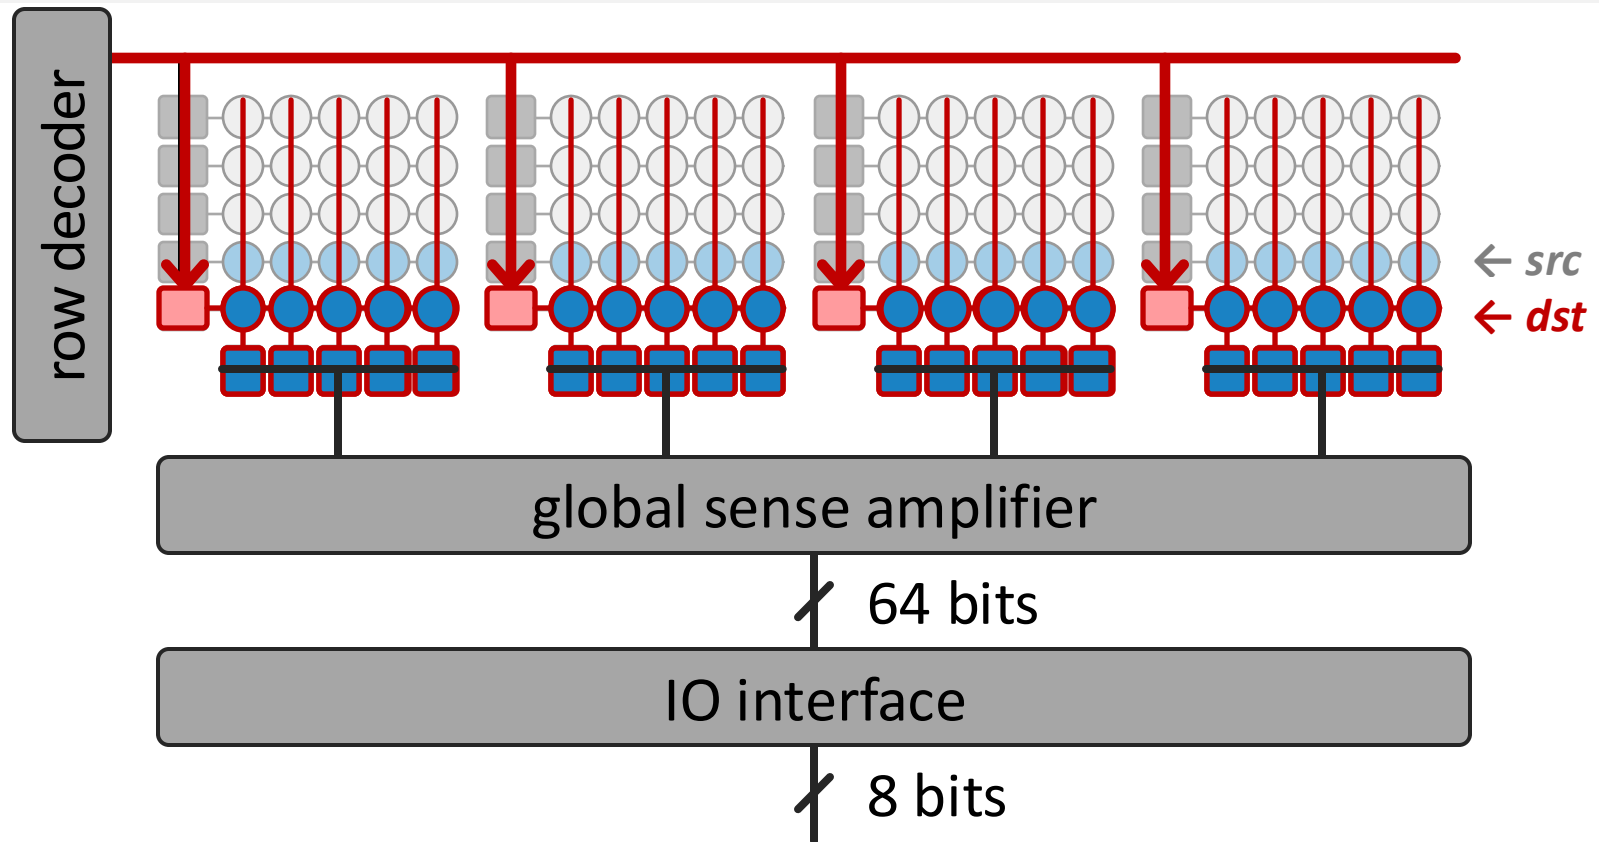 row decoder
← src
← dst
global sense amplifier
64 bits
IO interface
8 bits